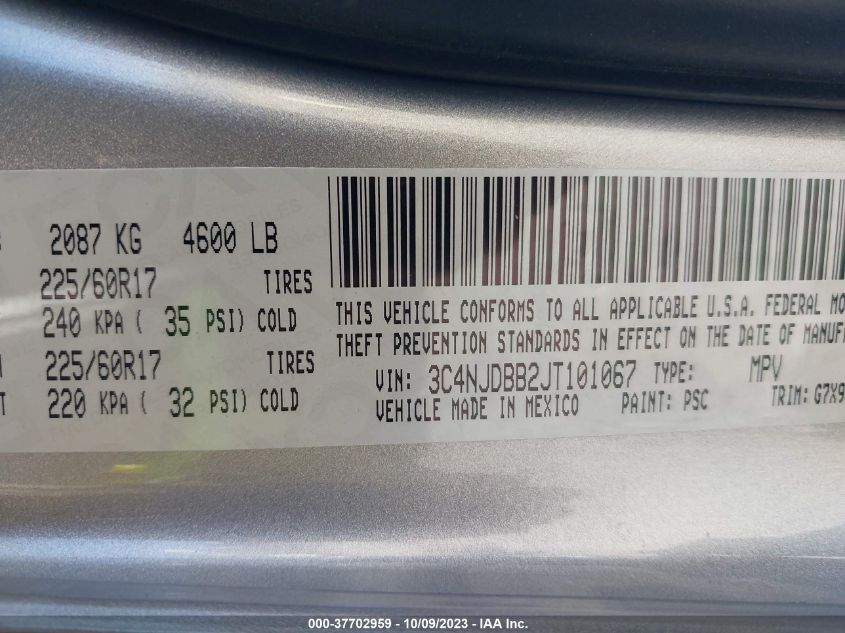 2087 KG 4600 LB
225/60R17 TIRES
240 KPA ( 35 PSI) COLD
225/60R17 TIRES
220 KPA ( 32 PSI) COLD
THIS VEHICLE CONFORMS TO ALL APPLICABLE U.S.A. FEDERAL MO
THEFT PREVENTION STANDARDS IN EFFECT ON THE DATE OF MANUF
VIN: 3C4NJDBB2JT101067 TYPE: MPV
VEHICLE MADE IN MEXICO PAINT: PSC TRIM: G7X9
000-37702959 - 10/09/2023 - IAA Inc.